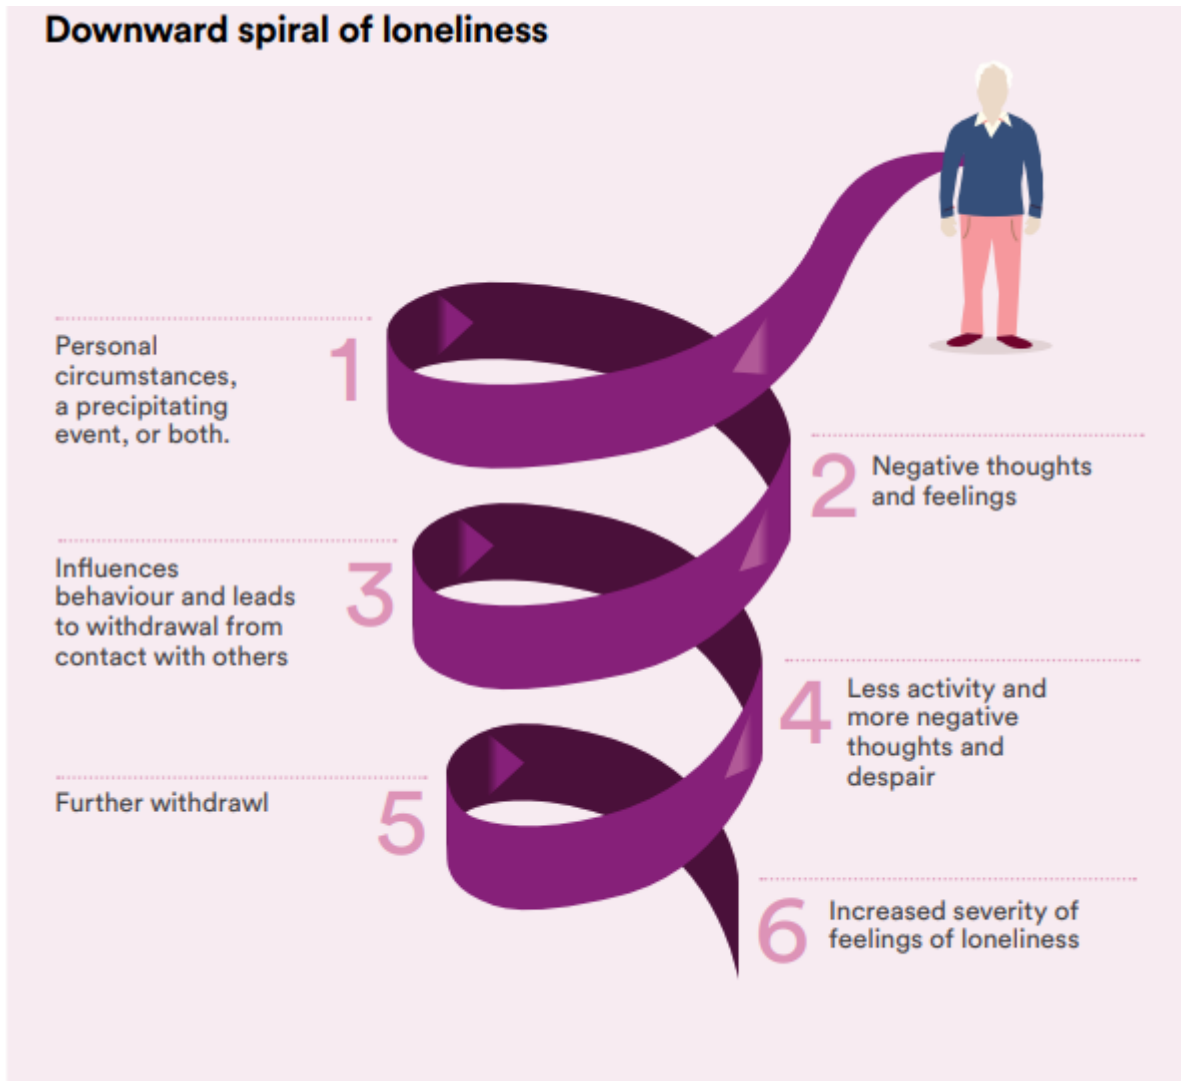 Downward spiral of loneliness
1
Personal
circumstances,
a precipitating
event, or both.
2
Negative thoughts
and feelings
3
Influences
behaviour and leads
to withdrawal from
contact with others
4
Less activity and
more negative
thoughts and
despair
5
Further withdrawl
6
Increased severity of
feelings of loneliness